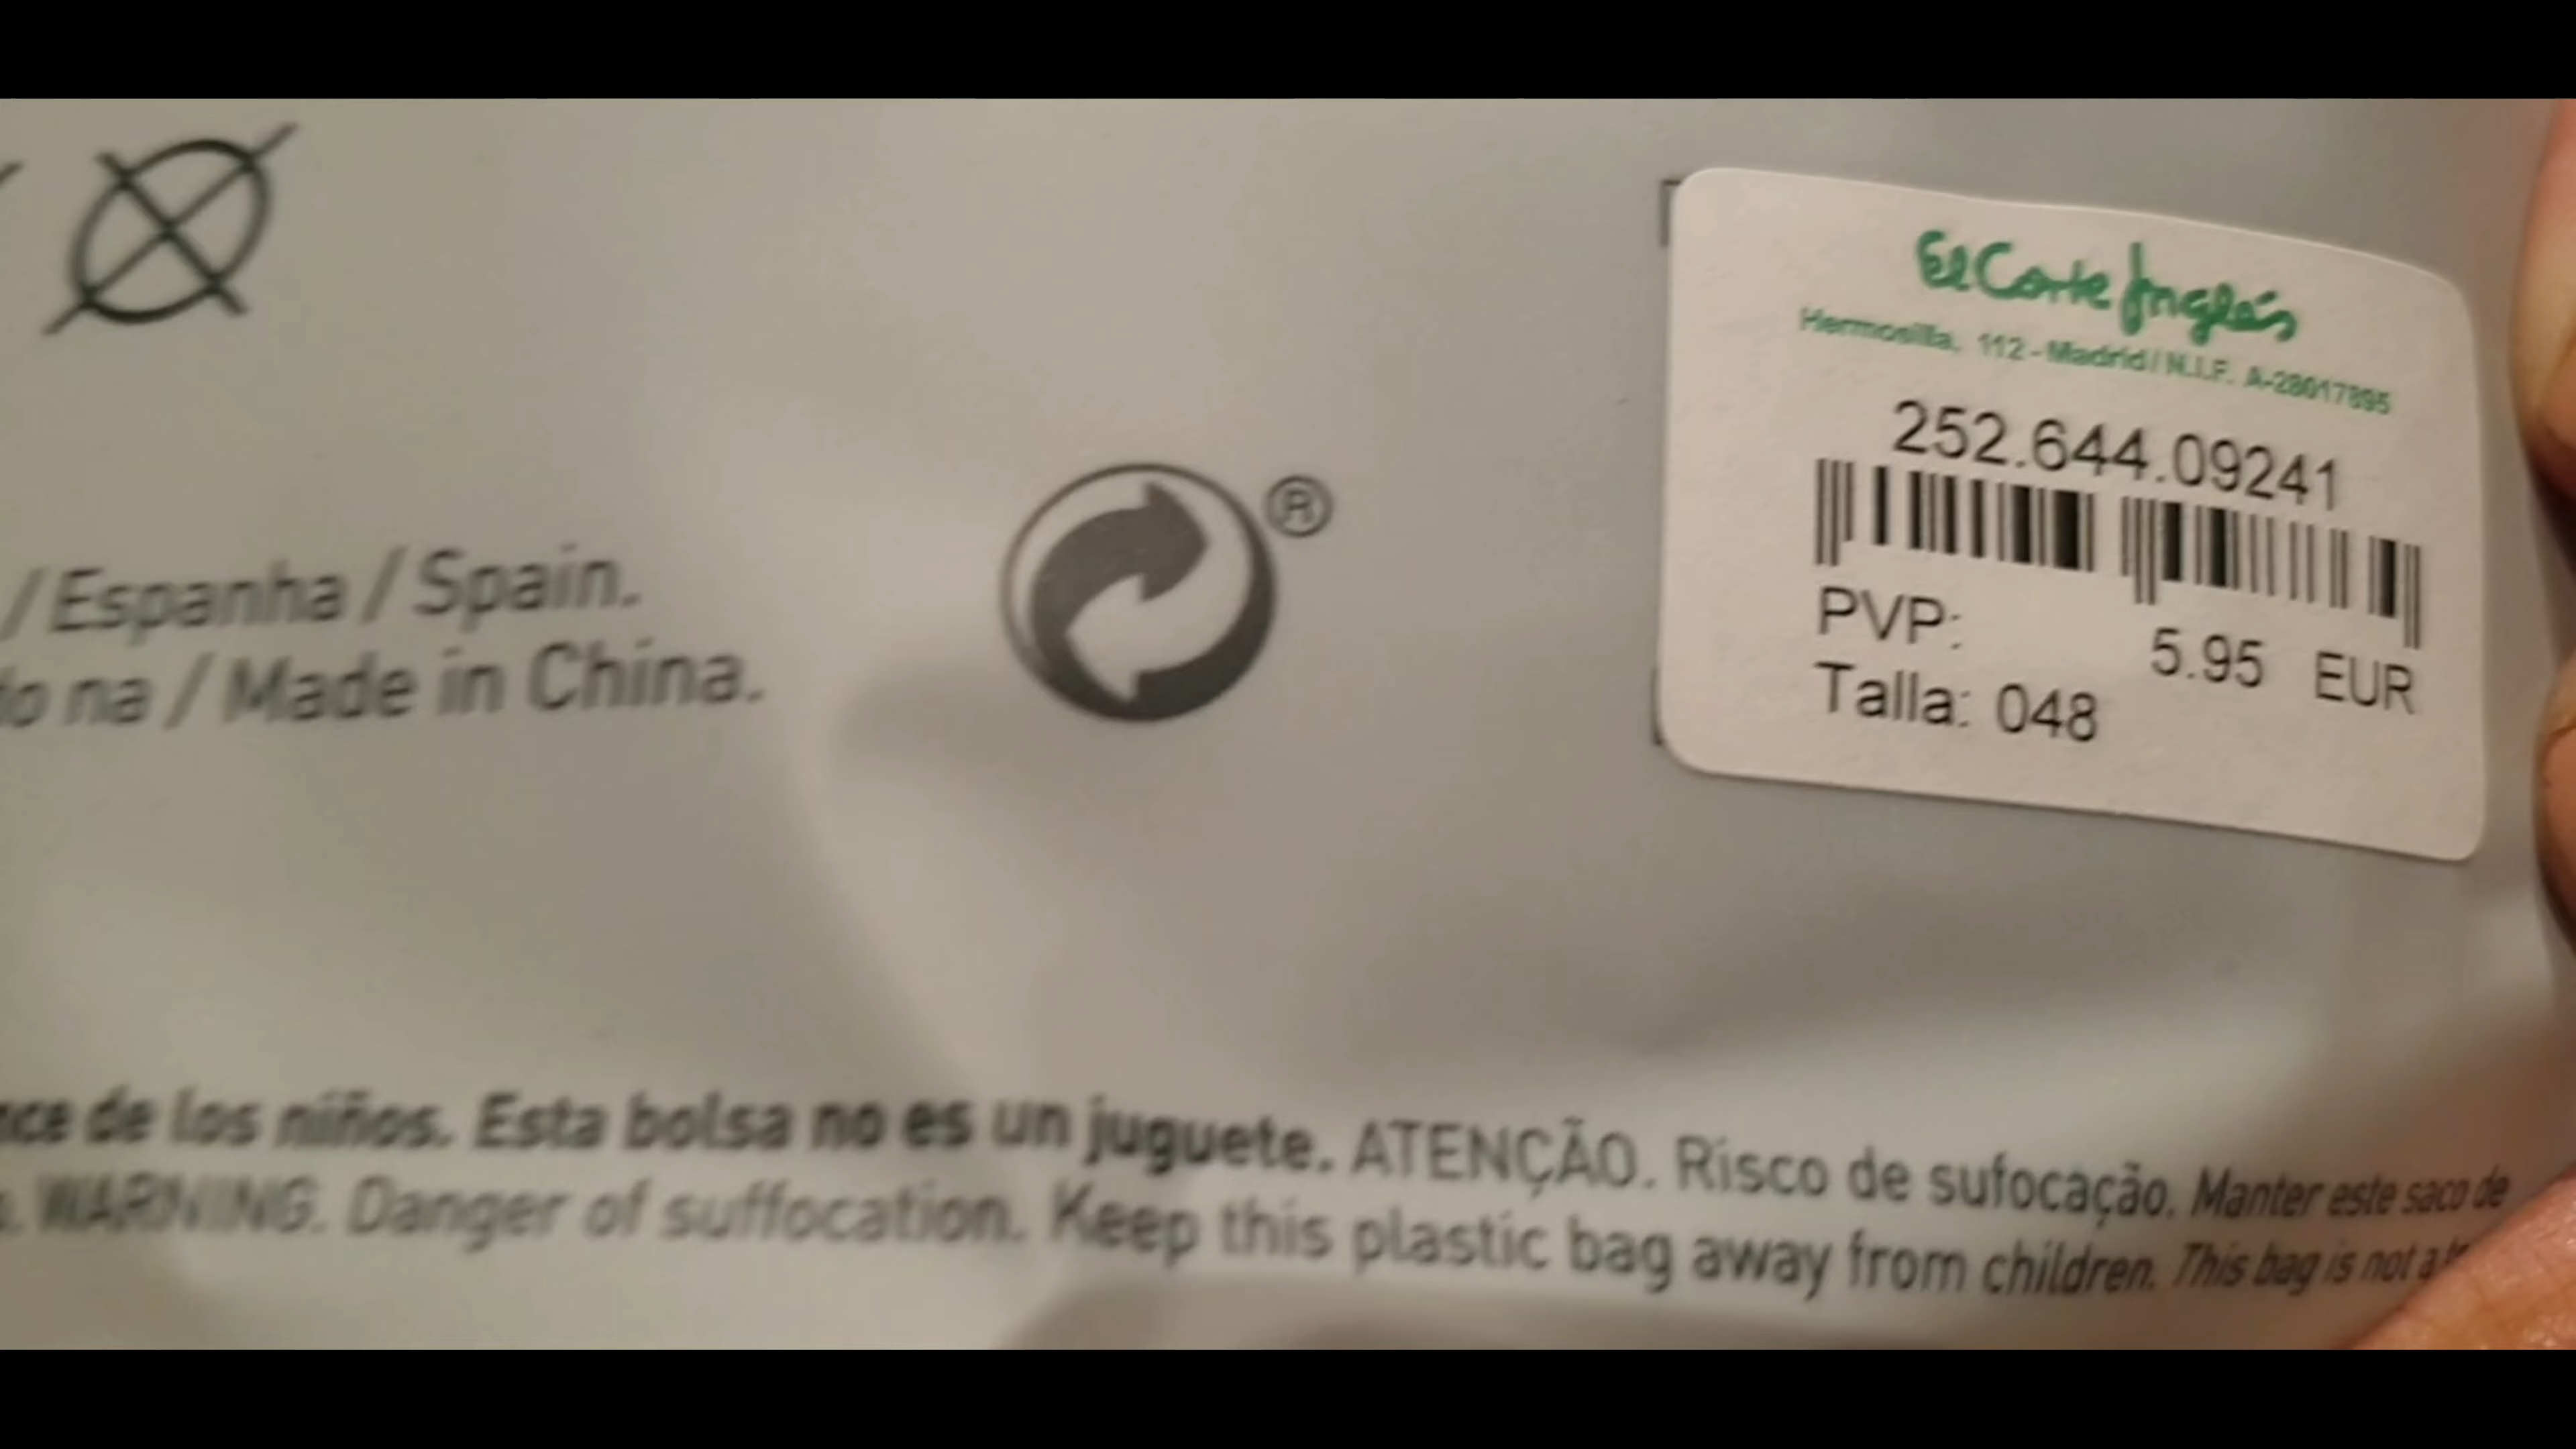 El Corte Inglés
Hermosilla, 112 - Madrid / N.I.F. A-28017895
252.644.09241
PVP: 5.95 EUR
Talla: 048
®
/ Espanha / Spain.
do na / Made in China.
nce de los niños. Esta bolsa no es un juguete. ATENÇÃO. Risco de sufocação. Manter este saco de
. WARNING. Danger of suffocation. Keep this plastic bag away from children. This bag is not a